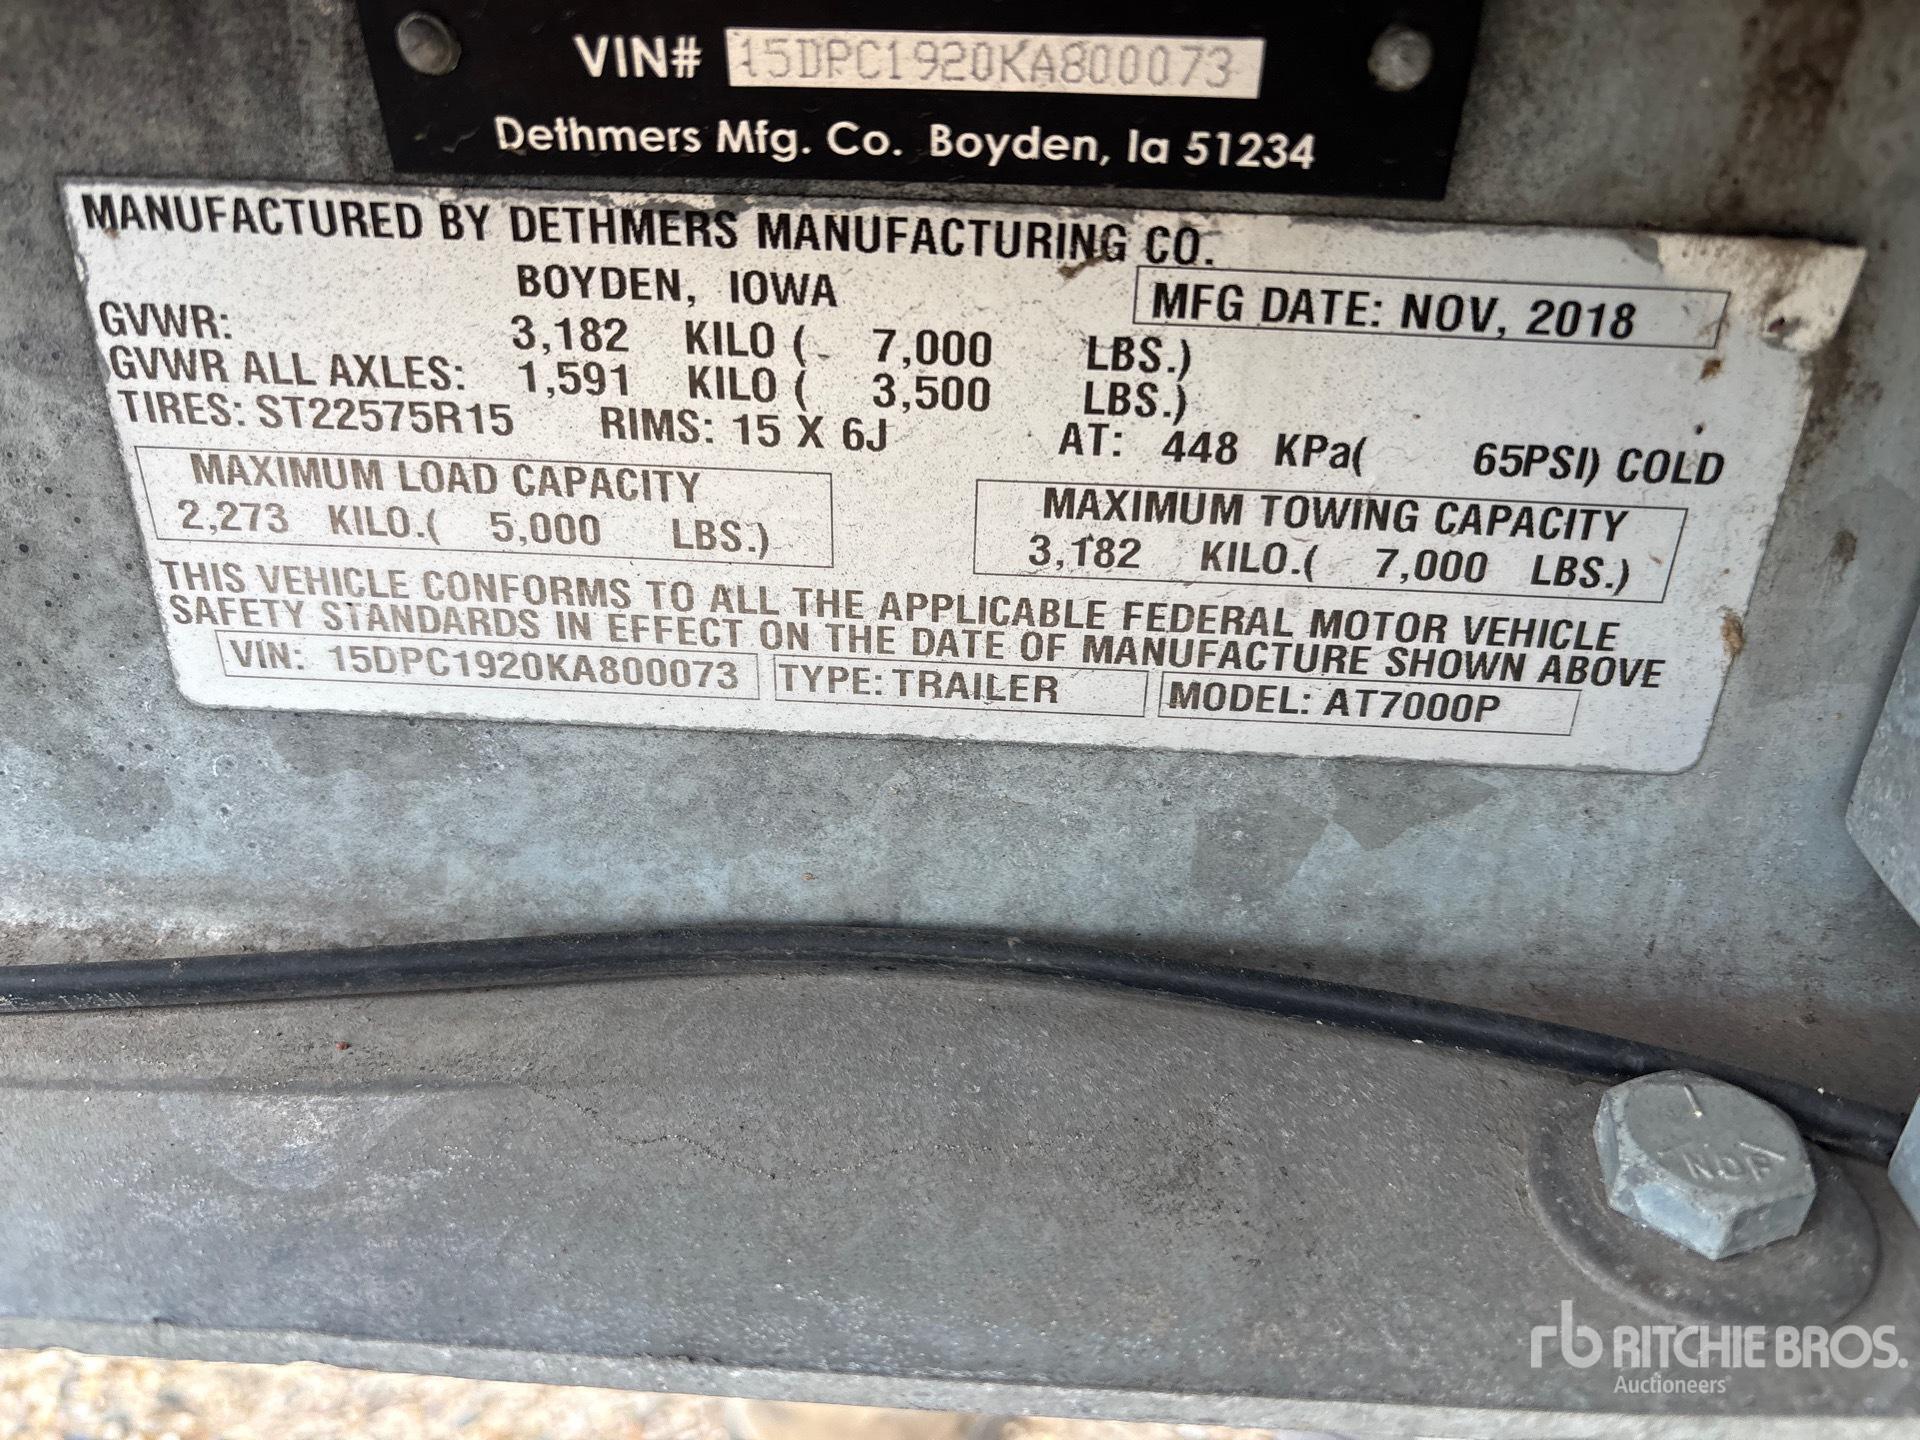 VIN# 15DPC1920KA800073
Dethmers Mfg. Co. Boyden, Ia 51234
MANUFACTURED BY DETHMERS MANUFACTURING CO.
BOYDEN, IOWA
MFG DATE: NOV, 2018
GVWR: 3,182 KILO ( 7,000 LBS.)
GVWR ALL AXLES: 1,591 KILO ( 3,500 LBS.)
TIRES: ST22575R15 RIMS: 15 X 6J AT: 448 KPa( 65PSI) COLD
MAXIMUM LOAD CAPACITY
2,273 KILO.( 5,000 LBS.)
MAXIMUM TOWING CAPACITY
3,182 KILO.( 7,000 LBS.)
THIS VEHICLE CONFORMS TO ALL THE APPLICABLE FEDERAL MOTOR VEHICLE
SAFETY STANDARDS IN EFFECT ON THE DATE OF MANUFACTURE SHOWN ABOVE
VIN: 15DPC1920KA800073 TYPE: TRAILER MODEL: AT7000P
NDF
rb RITCHIE BROS.
Auctioneers